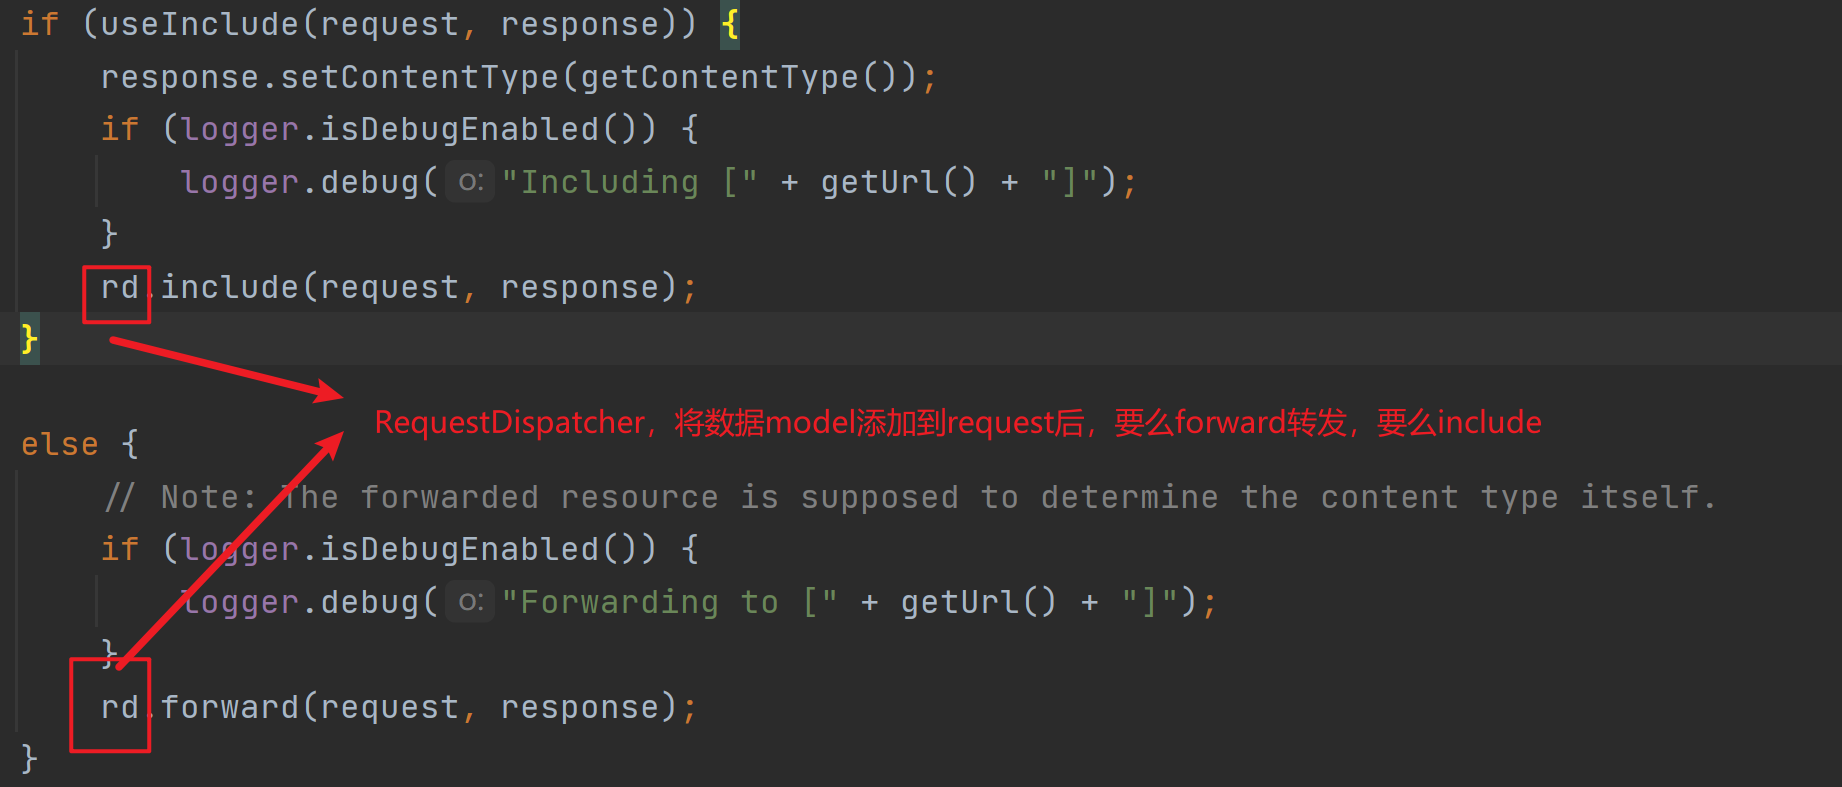 if (useInclude(request, response)) {
response.setContentType(getContentType());
if (logger.isDebugEnabled()) {
logger.debug( o: "Including [" + getUrl() + "]");
}
rd.include(request, response);
}
RequestDispatcher，将数据model添加到request后，要么forward转发，要么include
else {
// Note: The forwarded resource is supposed to determine the content type itself.
if (logger.isDebugEnabled()) {
logger.debug( o: "Forwarding to [" + getUrl() + "]");
}
rd.forward(request, response);
}